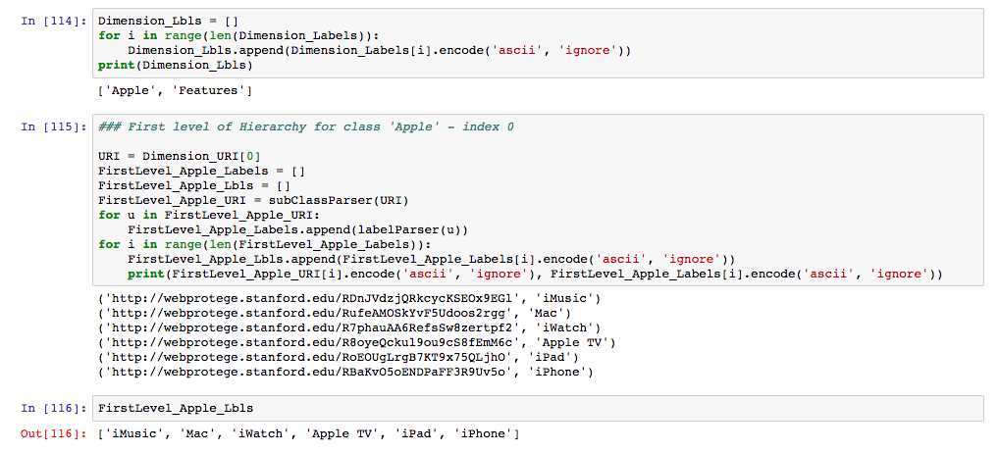 In [114]: Dimension_Lbls = []
for i in range(len(Dimension_Labels)):
    Dimension_Lbls.append(Dimension_Labels[i].encode('ascii', 'ignore'))
print(Dimension_Lbls)
['Apple', 'Features']
In [115]: ### First level of Hierarchy for class 'Apple' - index 0
URI = Dimension_URI[0]
FirstLevel_Apple_Labels = []
FirstLevel_Apple_Lbls = []
FirstLevel_Apple_URI = subClassParser(URI)
for u in FirstLevel_Apple_URI:
    FirstLevel_Apple_Labels.append(labelParser(u))
for i in range(len(FirstLevel_Apple_Labels)):
    FirstLevel_Apple_Lbls.append(FirstLevel_Apple_Labels[i].encode('ascii', 'ignore'))
    print(FirstLevel_Apple_URI[i].encode('ascii', 'ignore'), FirstLevel_Apple_Labels[i].encode('ascii', 'ignore'))
('http://webprotege.stanford.edu/RDnJVdzjQRkcycKSEOx9EGl', 'iMusic')
('http://webprotege.stanford.edu/RufeAMOSkYvF5Udoos2rgg', 'Mac')
('http://webprotege.stanford.edu/R7phauAA6RefsSw8zertpf2', 'iWatch')
('http://webprotege.stanford.edu/R8oyeQckul9ou9cS8fEmM6c', 'Apple TV')
('http://webprotege.stanford.edu/RoEOUgLrgB7KT9x75QLjhO', 'iPad')
('http://webprotege.stanford.edu/RBaKvO5oENDPaFF3R9Uv5o', 'iPhone')
In [116]: FirstLevel_Apple_Lbls
Out[116]: ['iMusic', 'Mac', 'iWatch', 'Apple TV', 'iPad', 'iPhone']